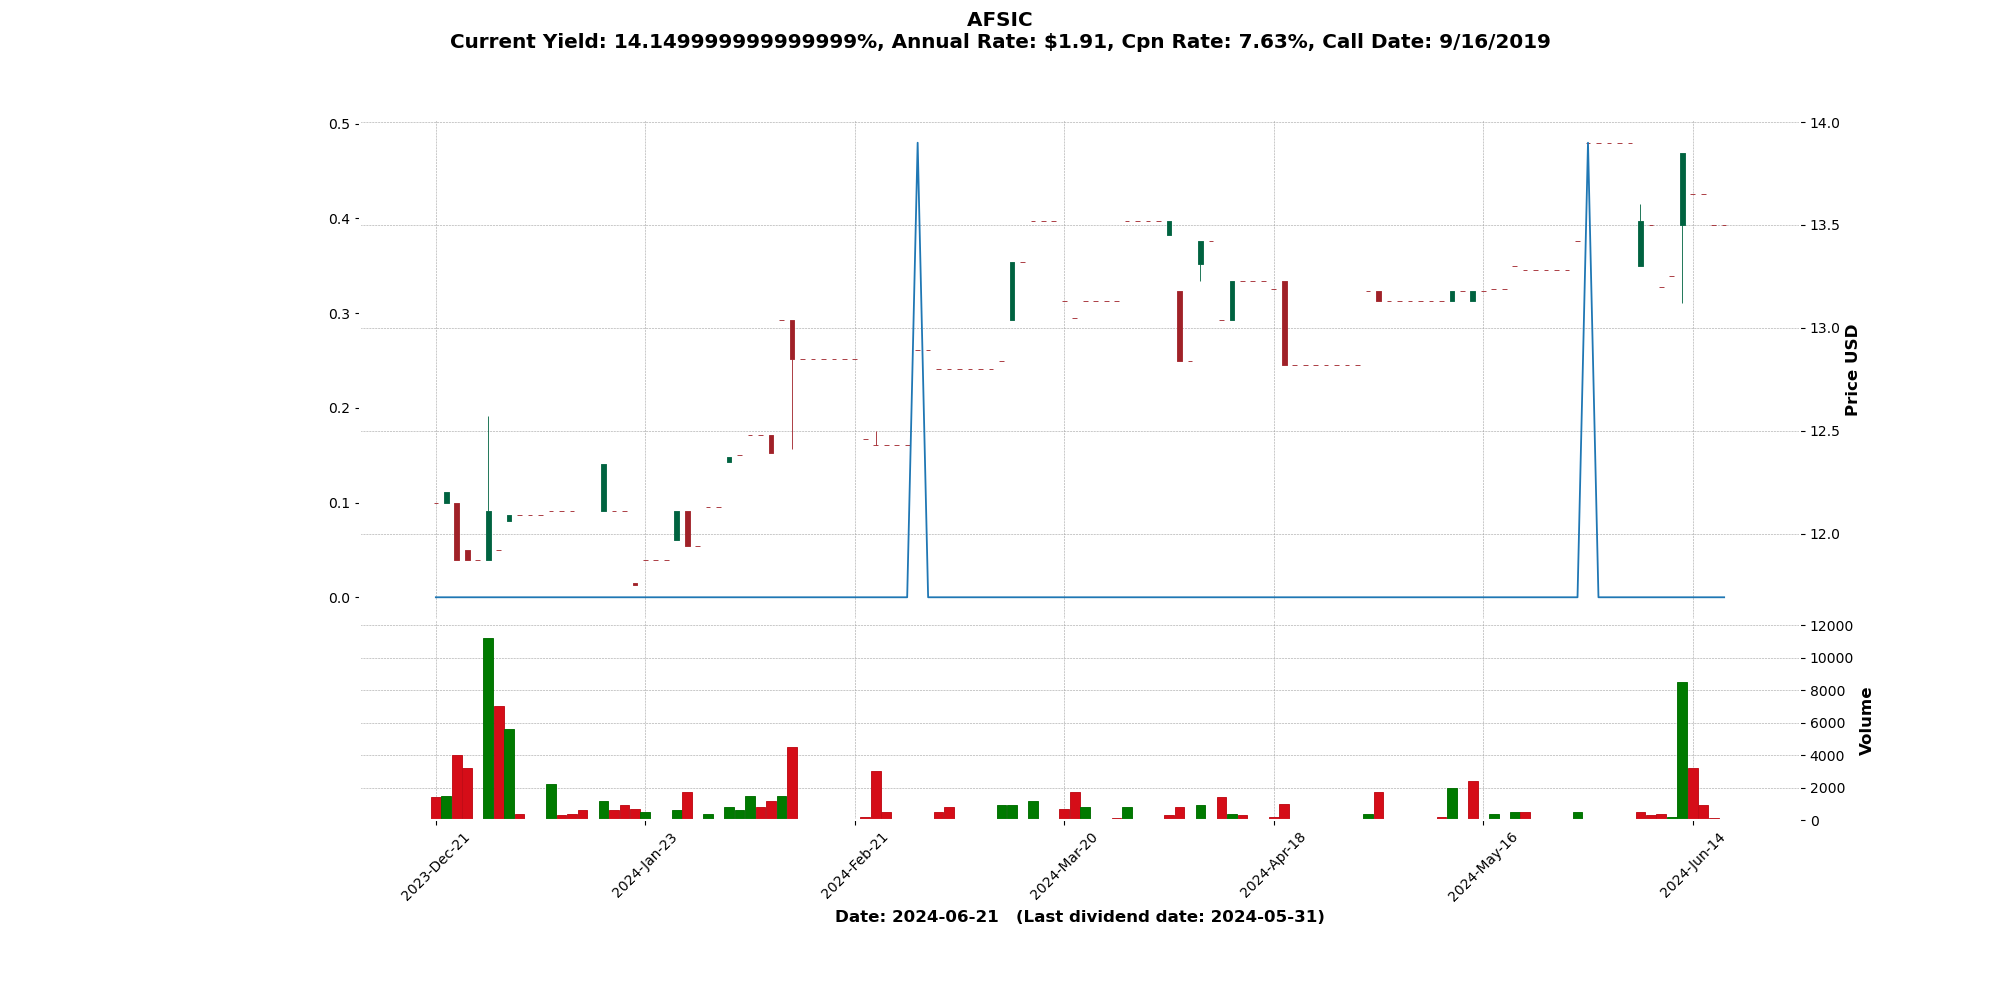 AFSIC
Current Yield: 14.149999999999999%, Annual Rate: $1.91, Cpn Rate: 7.63%, Call Date: 9/16/2019
0.5
0.4
0.3
0.2
0.1
0.0
14.0
13.5
13.0
12.5
12.0
Price USD
12000
10000
8000
6000
4000
2000
0
Volume
2023-Dec-21
2024-Jan-23
2024-Feb-21
2024-Mar-20
2024-Apr-18
2024-May-16
2024-Jun-14
Date: 2024-06-21 (Last dividend date: 2024-05-31)